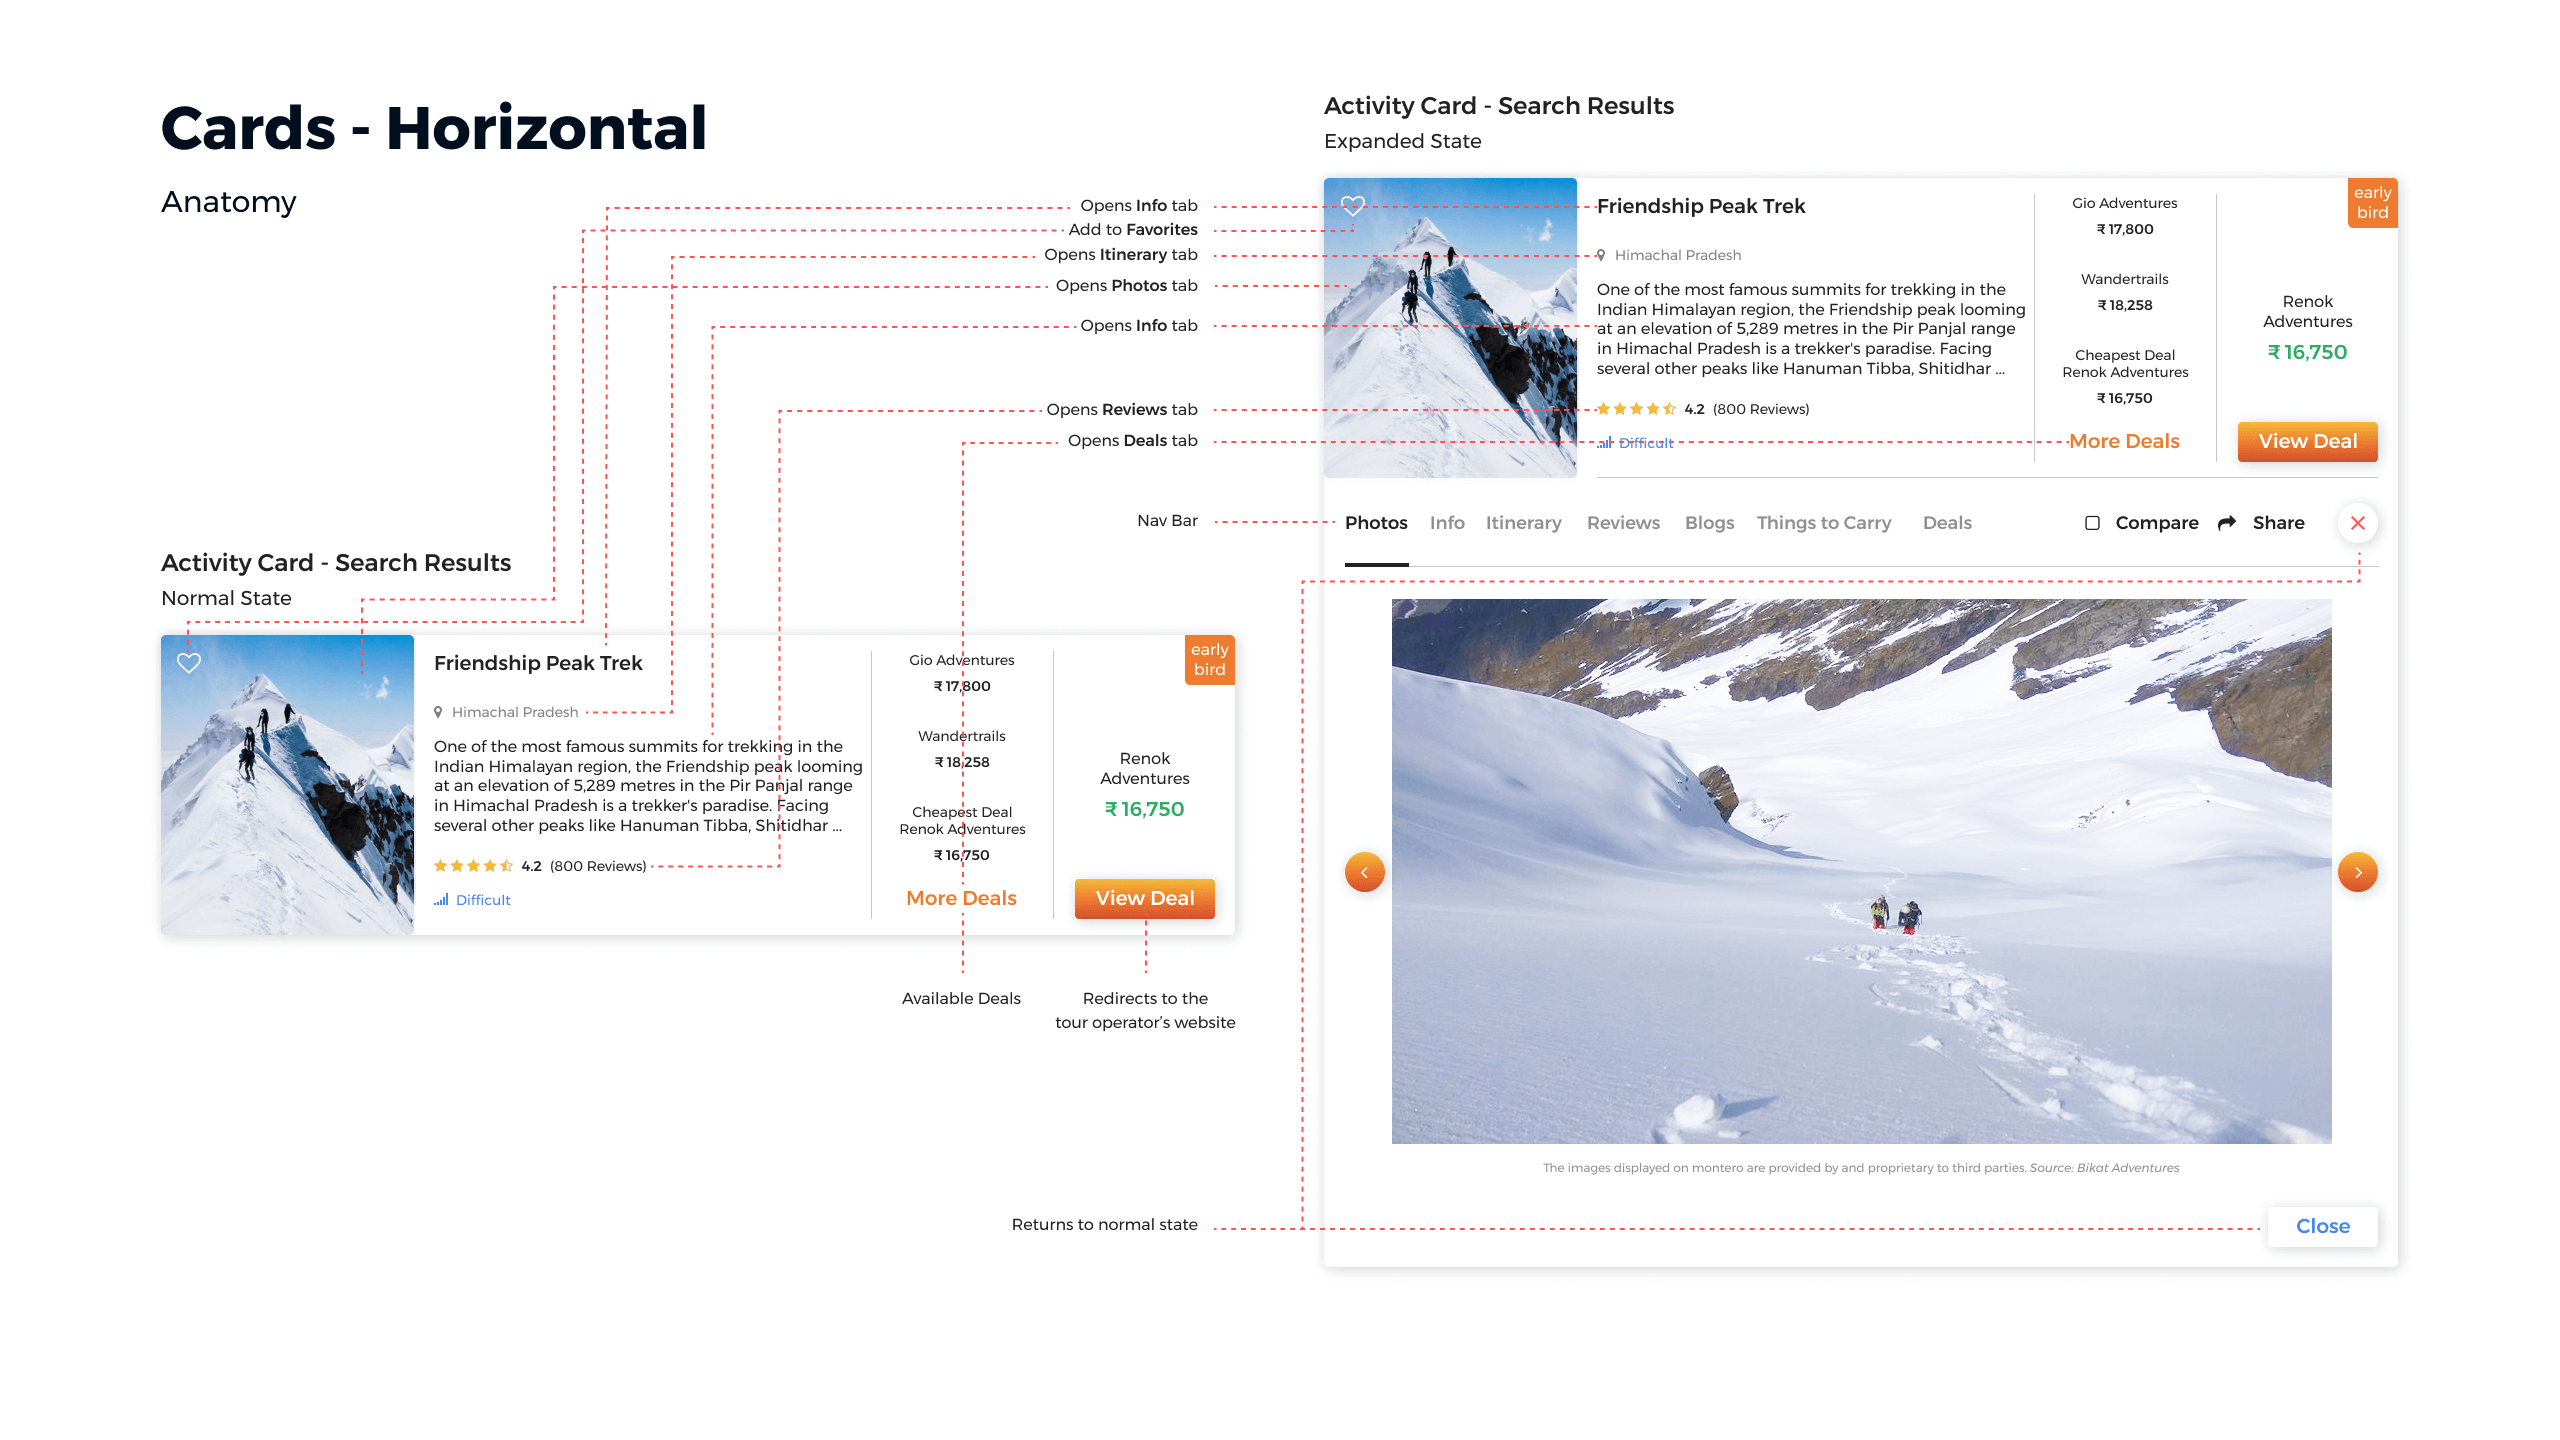 Cards - Horizontal
Anatomy
Opens Info tab
Add to Favorites
Opens Itinerary tab
Opens Photos tab
Opens Info tab
Opens Reviews tab
Opens Deals tab
Nav Bar
Activity Card - Search Results
Normal State
Friendship Peak Trek
Himachal Pradesh
One of the most famous summits for trekking in the
Indian Himalayan region, the Friendship peak looming
at an elevation of 5,289 metres in the Pir Panjal range
in Himachal Pradesh is a trekker's paradise. Facing
several other peaks like Hanuman Tibba, Shitidhar ...
4.2 (800 Reviews)
Difficult
Gio Adventures
₹ 17,800
Wandertrails
₹ 18,258
Cheapest Deal
Renok Adventures
₹ 16,750
More Deals
early
bird
Renok
Adventures
₹ 16,750
View Deal
Available Deals
Redirects to the
tour operator’s website
Returns to normal state
Activity Card - Search Results
Expanded State
Friendship Peak Trek
Himachal Pradesh
One of the most famous summits for trekking in the
Indian Himalayan region, the Friendship peak looming
at an elevation of 5,289 metres in the Pir Panjal range
in Himachal Pradesh is a trekker's paradise. Facing
several other peaks like Hanuman Tibba, Shitidhar ...
4.2 (800 Reviews)
Difficult
Gio Adventures
₹ 17,800
Wandertrails
₹ 18,258
Cheapest Deal
Renok Adventures
₹ 16,750
More Deals
early
bird
Renok
Adventures
₹ 16,750
View Deal
Photos Info Itinerary Reviews Blogs Things to Carry Deals Compare Share
The images displayed on montero are provided by and proprietary to third parties. Source: Bikat Adventures
Close